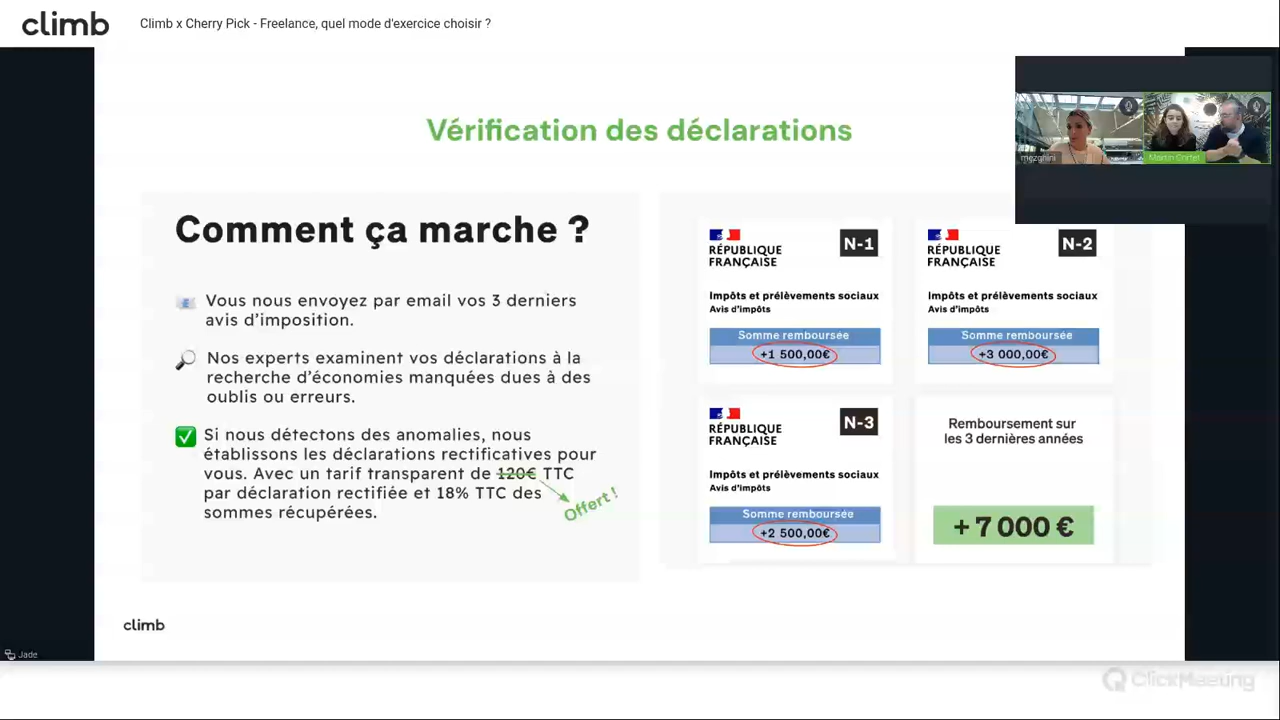 climb
Climb x Cherry Pick - Freelance, quel mode d'exercice choisir ?
Vérification des déclarations
Comment ça marche ?
Vous nous envoyez par email vos 3 derniers
avis d'imposition.
Nos experts examinent vos déclarations à la
recherche d'économies manquées dues à des
oublis ou erreurs.
Si nous détectons des anomalies, nous
établissons les déclarations rectificatives pour
vous. Avec un tarif transparent de 120€ TTC
par déclaration rectifiée et 18% TTC des
sommes récupérées.
Offert !
RÉPUBLIQUE
FRANÇAISE
N-1
Impôts et prélèvements sociaux
Avis d'impôts
Somme remboursée
+1 500,00€
RÉPUBLIQUE
FRANÇAISE
N-2
Impôts et prélèvements sociaux
Avis d'impôts
Somme remboursée
+3 000,00€
RÉPUBLIQUE
FRANÇAISE
N-3
Impôts et prélèvements sociaux
Avis d'impôts
Somme remboursée
+2 500,00€
Remboursement sur
les 3 dernières années
+ 7 000 €
climb
Jade
ClickMeeting